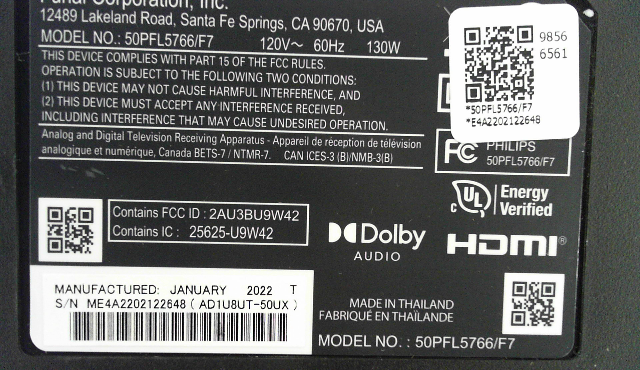 Funai Corporation, Inc.
12489 Lakeland Road, Santa Fe Springs, CA 90670, USA
MODEL NO.: 50PFL5766/F7 120V~ 60Hz 130W
THIS DEVICE COMPLIES WITH PART 15 OF THE FCC RULES.
OPERATION IS SUBJECT TO THE FOLLOWING TWO CONDITIONS:
(1) THIS DEVICE MAY NOT CAUSE HARMFUL INTERFERENCE, AND
(2) THIS DEVICE MUST ACCEPT ANY INTERFERENCE RECEIVED,
INCLUDING INTERFERENCE THAT MAY CAUSE UNDESIRED OPERATION.
Analog and Digital Television Receiving Apparatus - Appareil de réception de télévision
analogique et numérique, Canada BETS-7 / NTMR-7. CAN ICES-3 (B)/NMB-3(B)
9856
6561
*50PFL5766/F7
*E4A2202122648
FC PHILIPS
50PFL5766/F7
Contains FCC ID : 2AU3BU9W42
Contains IC : 25625-U9W42
Dolby
AUDIO
c UL Energy
Verified
HDMI®
MANUFACTURED: JANUARY 2022 T
S/N ME4A2202122648 ( AD1U8UT-50UX )
MADE IN THAILAND
FABRIQUÉ EN THAÏLANDE
MODEL NO. : 50PFL5766/F7